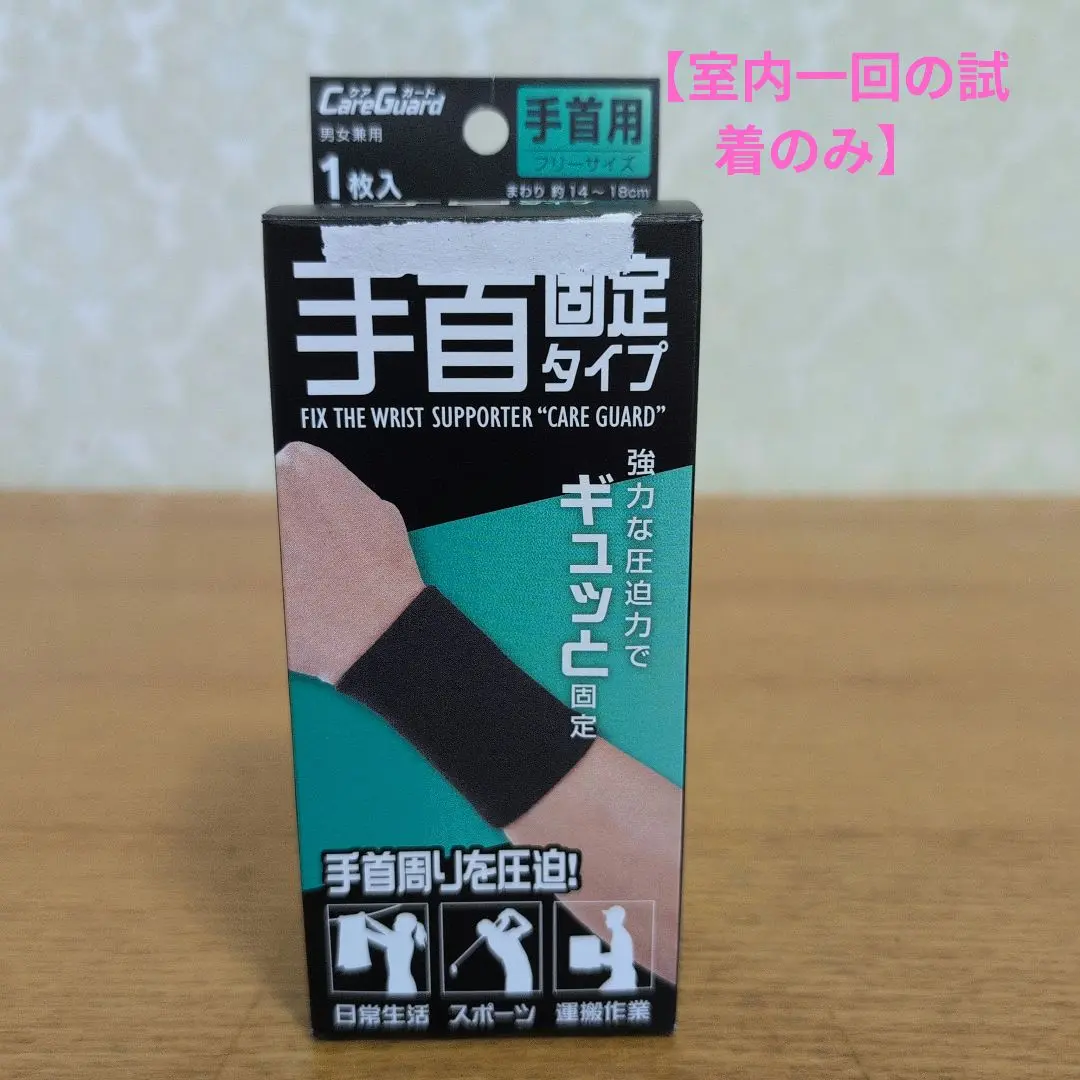 【室内一回の試
着のみ】
ケア ガード
CareGuard
男女兼用
1枚入
手首用
フリーサイズ
まわり 約14～18cm
手首固定
タイプ
FIX THE WRIST SUPPORTER “CARE GUARD”
強力な圧迫力で
ギュッと固定
手首周りを圧迫!
日常生活 スポーツ 運搬作業